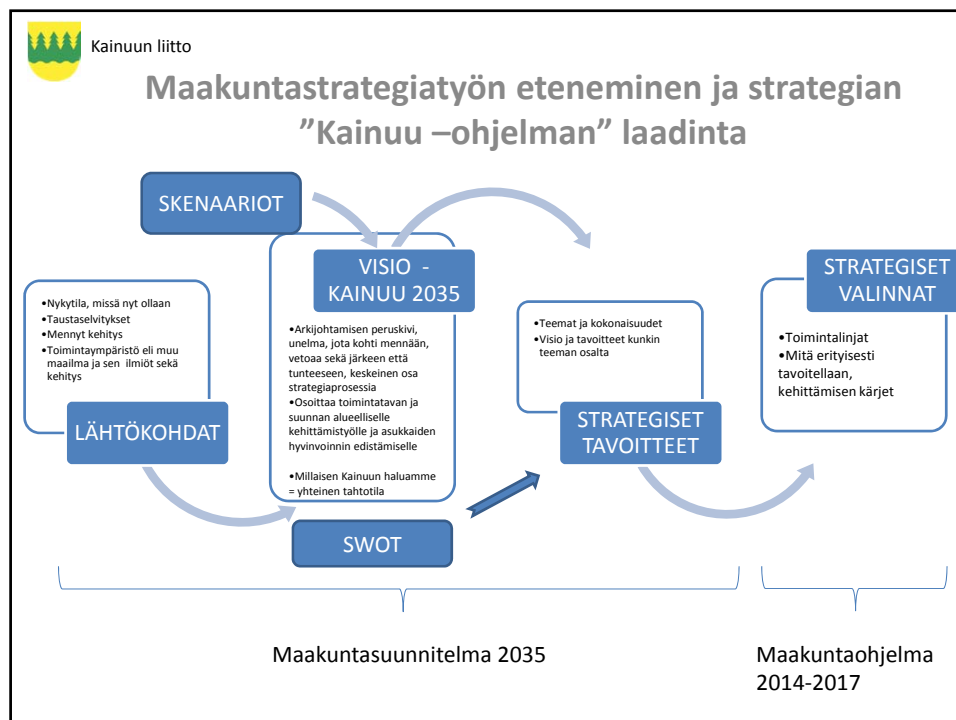 Kainuun liitto
Maakuntastrategiatyön eteneminen ja strategian
”Kainuu –ohjelman” laadinta
SKENAARIOT
VISIO -
KAINUU 2035
•Arkijohtamisen peruskivi,
unelma, jota kohti mennään,
vetoaa sekä järkeen että
tunteeseen, keskeinen osa
strategiaprosessia
•Osoittaa toimintatavan ja
suunnan alueelliselle
kehittämistyölle ja asukkaiden
hyvinvoinnin edistämiselle
•Millaisen Kainuun haluamme
= yhteinen tahtotila
•Nykytila, missä nyt ollaan
•Taustaselvitykset
•Mennyt kehitys
•Toimintaympäristö eli muu
maailma ja sen ilmiöt sekä
kehitys
LÄHTÖKOHDAT
SWOT
•Teemat ja kokonaisuudet
•Visio ja tavoitteet kunkin
teeman osalta
STRATEGISET
TAVOITTEET
STRATEGISET
VALINNAT
•Toimintalinjat
•Mitä erityisesti
tavoitellaan,
kehittämisen kärjet
Maakuntasuunnitelma 2035
Maakuntaohjelma
2014-2017